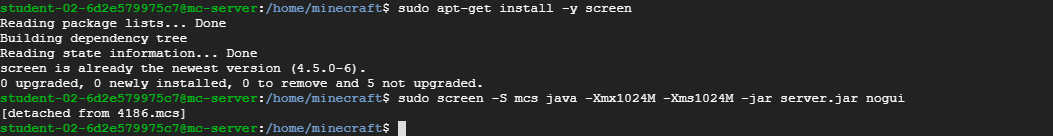 student-02-6d2e579975c7@mc-server:/home/minecraft$ sudo apt-get install -y screen
Reading package lists... Done
Building dependency tree
Reading state information... Done
screen is already the newest version (4.5.0-6).
0 upgraded, 0 newly installed, 0 to remove and 5 not upgraded.
student-02-6d2e579975c7@mc-server:/home/minecraft$ sudo screen -S mcs java -Xmx1024M -Xms1024M -jar server.jar nogui
[detached from 4186.mcs]
student-02-6d2e579975c7@mc-server:/home/minecraft$